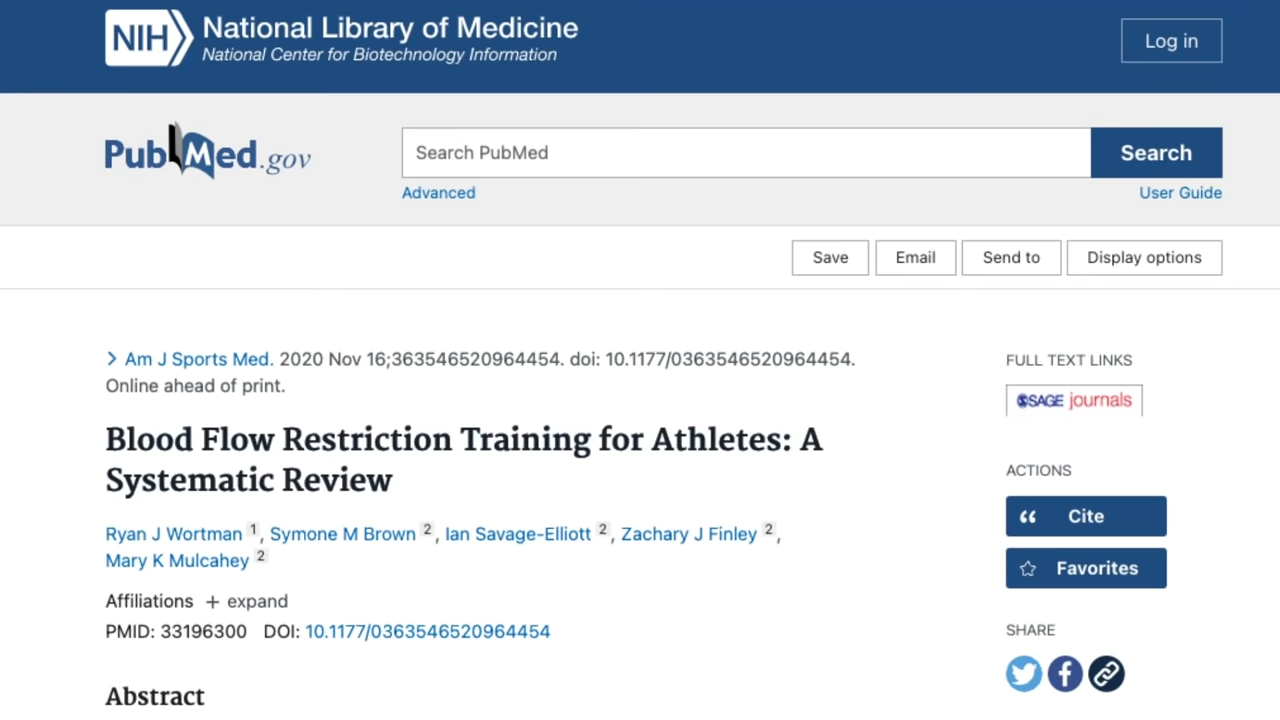 NIH National Library of Medicine
National Center for Biotechnology Information
Log in
PubMed.gov
Search PubMed
Search
Advanced
User Guide
Save
Email
Send to
Display options
Am J Sports Med. 2020 Nov 16;363546520964454. doi: 10.1177/0363546520964454.
Online ahead of print.
Blood Flow Restriction Training for Athletes: A
Systematic Review
Ryan J Wortman 1, Symone M Brown 2, Ian Savage-Elliott 2, Zachary J Finley 2,
Mary K Mulcahey 2
Affiliations + expand
PMID: 33196300 DOI: 10.1177/0363546520964454
Abstract
FULL TEXT LINKS
SAGE journals
ACTIONS
Cite
Favorites
SHARE